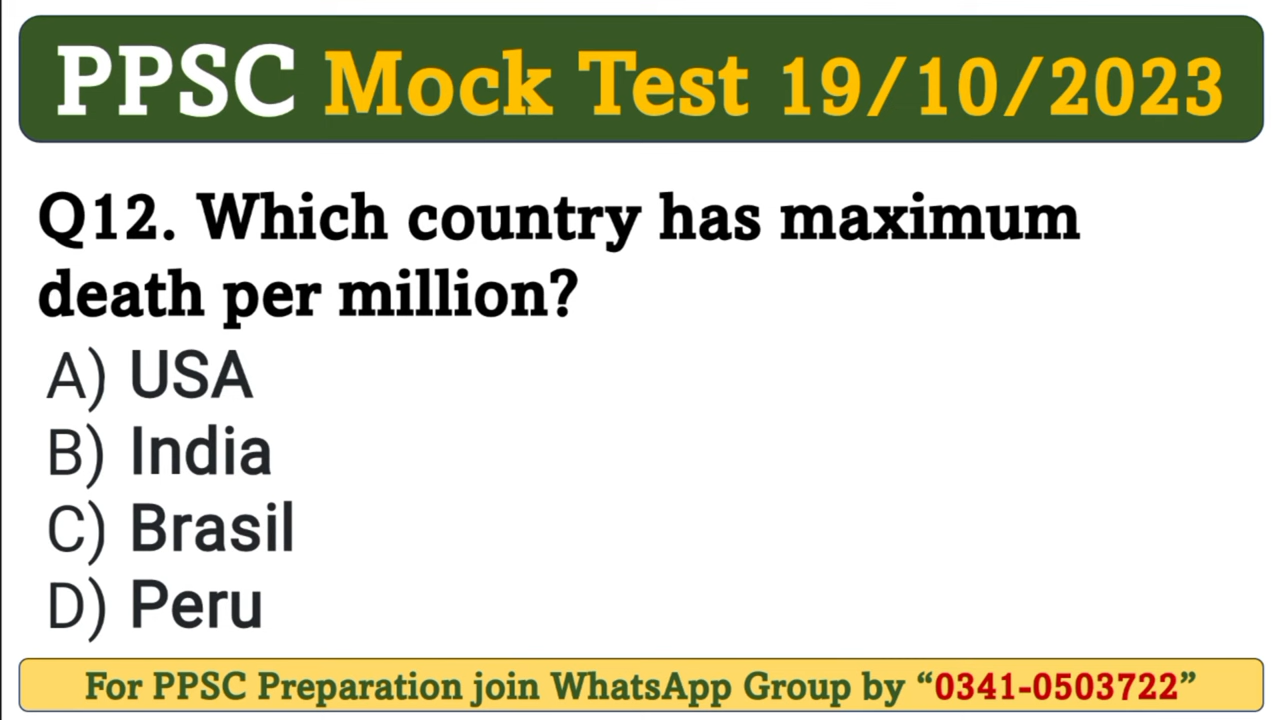 PPSC Mock Test 19/10/2023
Q12. Which country has maximum
death per million?
A) USA
B) India
C) Brasil
D) Peru
For PPSC Preparation join WhatsApp Group by “0341-0503722”